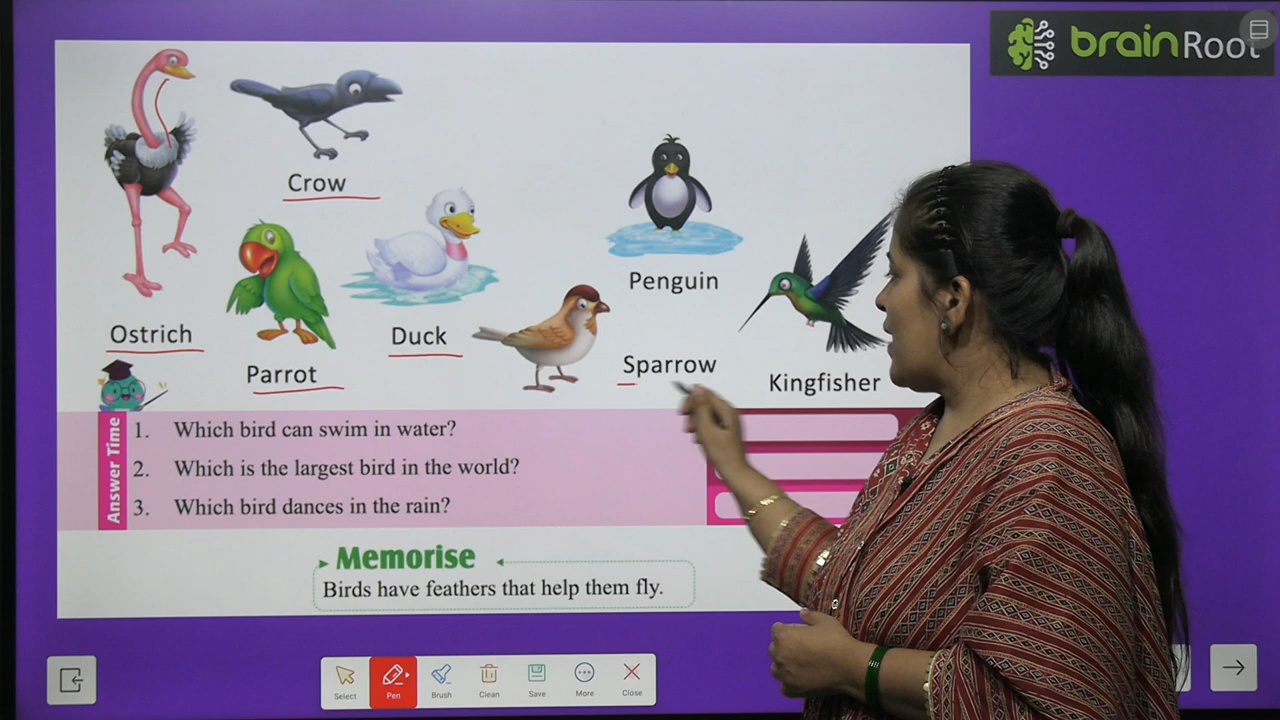 brainRoot
Crow
Penguin
Ostrich
Duck
Sparrow
Parrot
Kingfisher
Answer Time
1. Which bird can swim in water?
2. Which is the largest bird in the world?
3. Which bird dances in the rain?
Memorise
Birds have feathers that help them fly.
Select
Pen
Brush
Clean
Save
More
Close